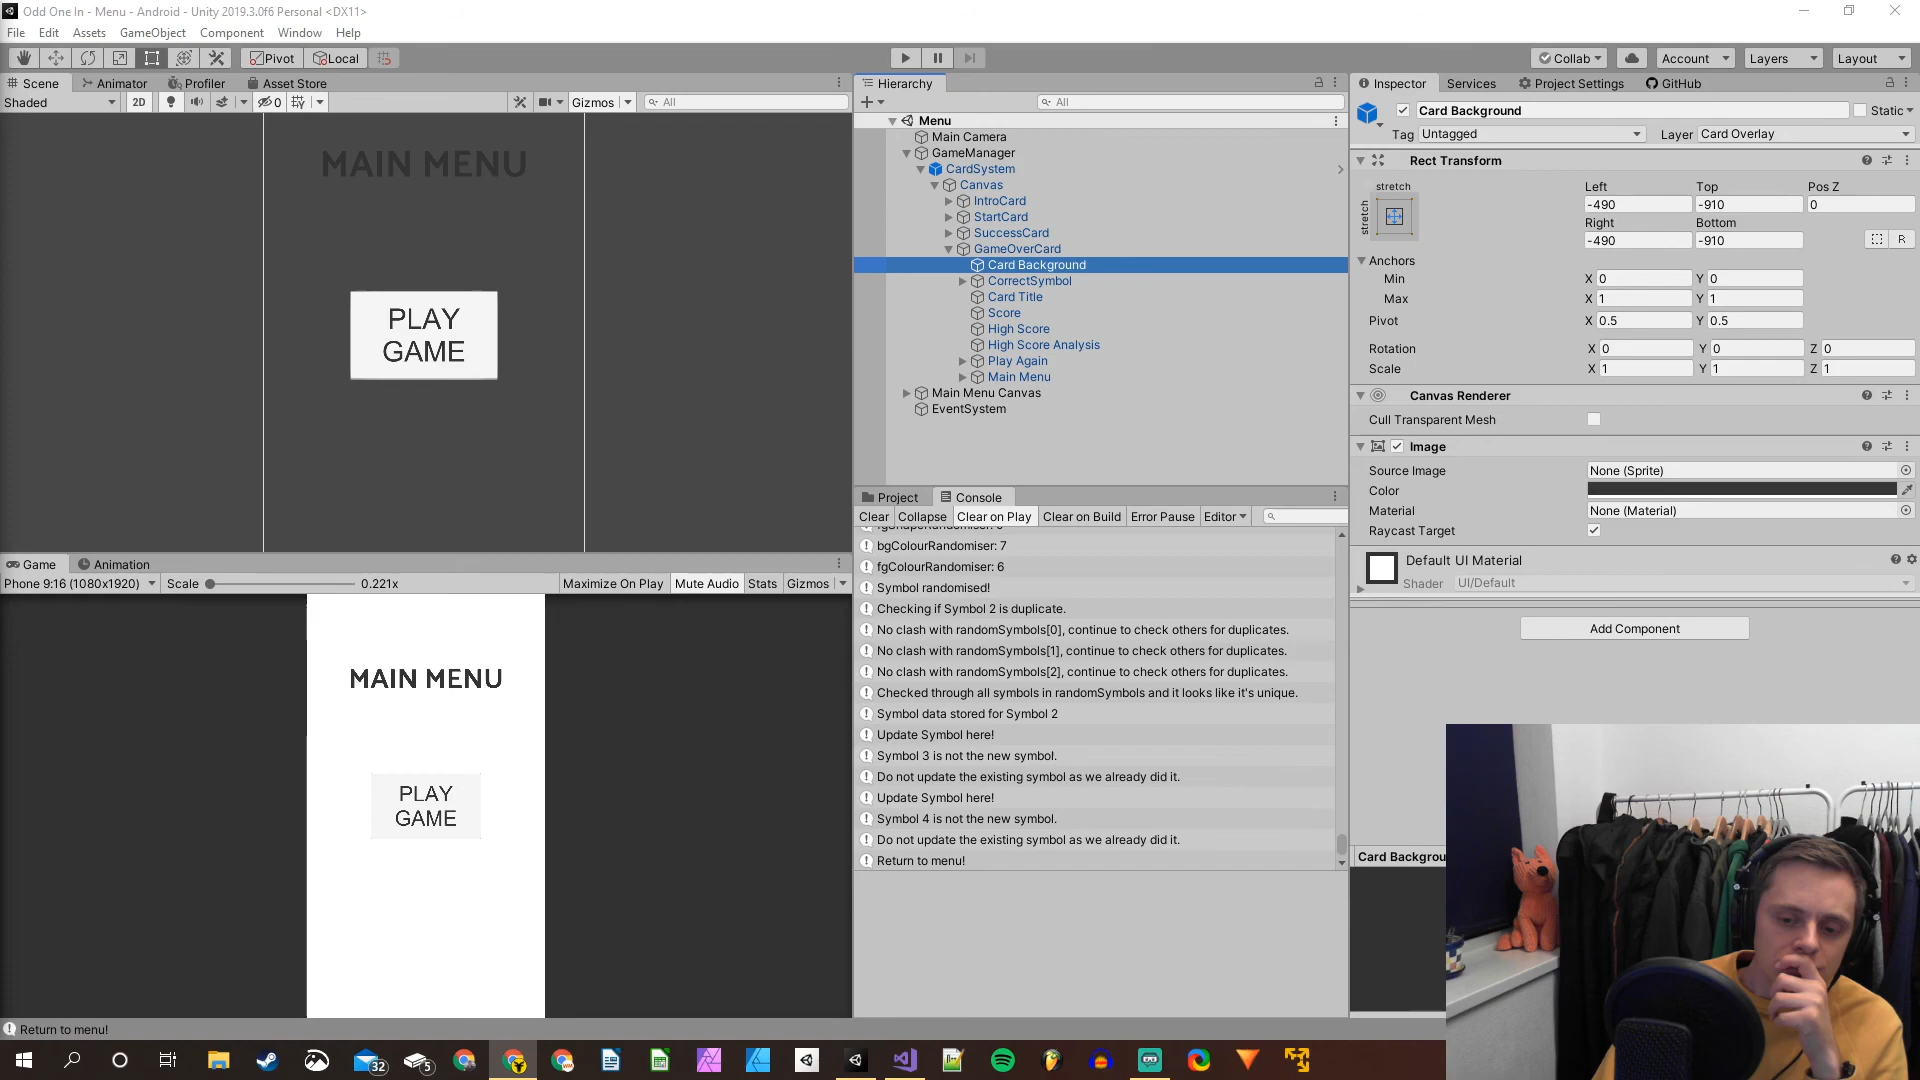 Odd One In - Menu - Android - Unity 2019.3.0f6 Personal <DX11>
File Edit Assets GameObject Component Window Help
Pivot Local Collab Account Layers Layout
Scene Animator Profiler Asset Store
Shaded 2D 0 Gizmos All
MAIN MENU
PLAY
GAME
Hierarchy
All
Menu
Main Camera
GameManager
CardSystem
Canvas
IntroCard
StartCard
SuccessCard
GameOverCard
Card Background
CorrectSymbol
Card Title
Score
High Score
High Score Analysis
Play Again
Main Menu
Main Menu Canvas
EventSystem
Inspector Services Project Settings GitHub
Card Background Static
Tag Untagged Layer Card Overlay
Rect Transform
stretch Left Top Pos Z
stretch -490 -910 0
Right Bottom
-490 -910 R
Anchors
Min X 0 Y 0
Max X 1 Y 1
Pivot X 0.5 Y 0.5
Rotation X 0 Y 0 Z 0
Scale X 1 Y 1 Z 1
Canvas Renderer
Cull Transparent Mesh
Image
Source Image None (Sprite)
Color
Material None (Material)
Raycast Target
Default UI Material
Shader UI/Default
Add Component
Card Backgrou
Game Animation
Phone 9:16 (1080x1920) Scale 0.221x Maximize On Play Mute Audio Stats Gizmos
MAIN MENU
PLAY
GAME
Project Console
Clear Collapse Clear on Play Clear on Build Error Pause Editor
bgColourRandomiser: 7
fgColourRandomiser: 6
Symbol randomised!
Checking if Symbol 2 is duplicate.
No clash with randomSymbols[0], continue to check others for duplicates.
No clash with randomSymbols[1], continue to check others for duplicates.
No clash with randomSymbols[2], continue to check others for duplicates.
Checked through all symbols in randomSymbols and it looks like it's unique.
Symbol data stored for Symbol 2
Update Symbol here!
Symbol 3 is not the new symbol.
Do not update the existing symbol as we already did it.
Update Symbol here!
Symbol 4 is not the new symbol.
Do not update the existing symbol as we already did it.
Return to menu!
Return to menu!
32 5